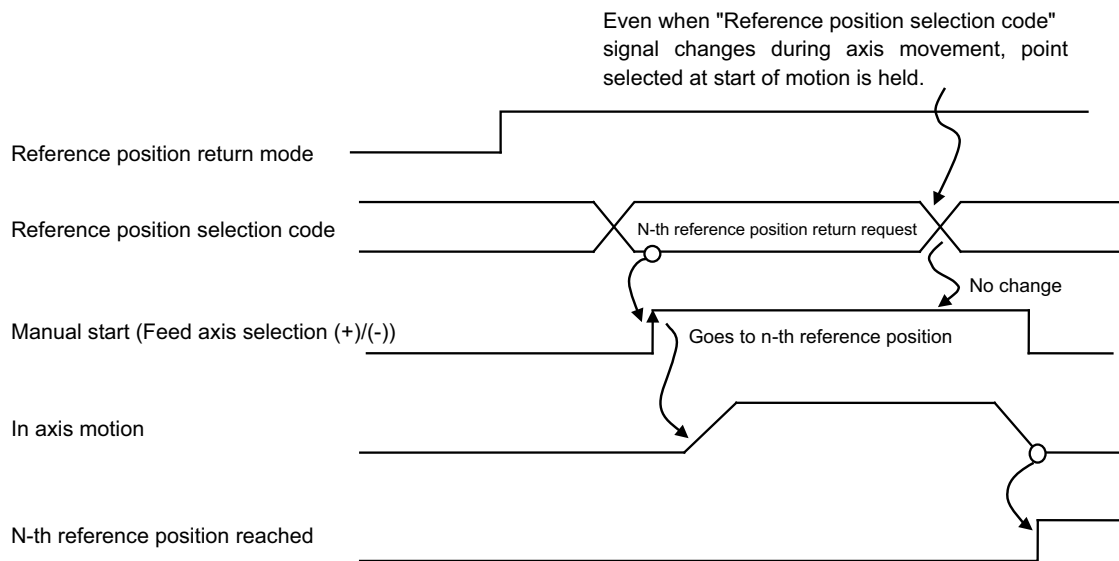 Even when "Reference position selection code"
signal changes during axis movement, point
selected at start of motion is held.
Reference position return mode
Reference position selection code
N-th reference position return request
No change
Manual start (Feed axis selection (+)/(-))
Goes to n-th reference position
In axis motion
N-th reference position reached